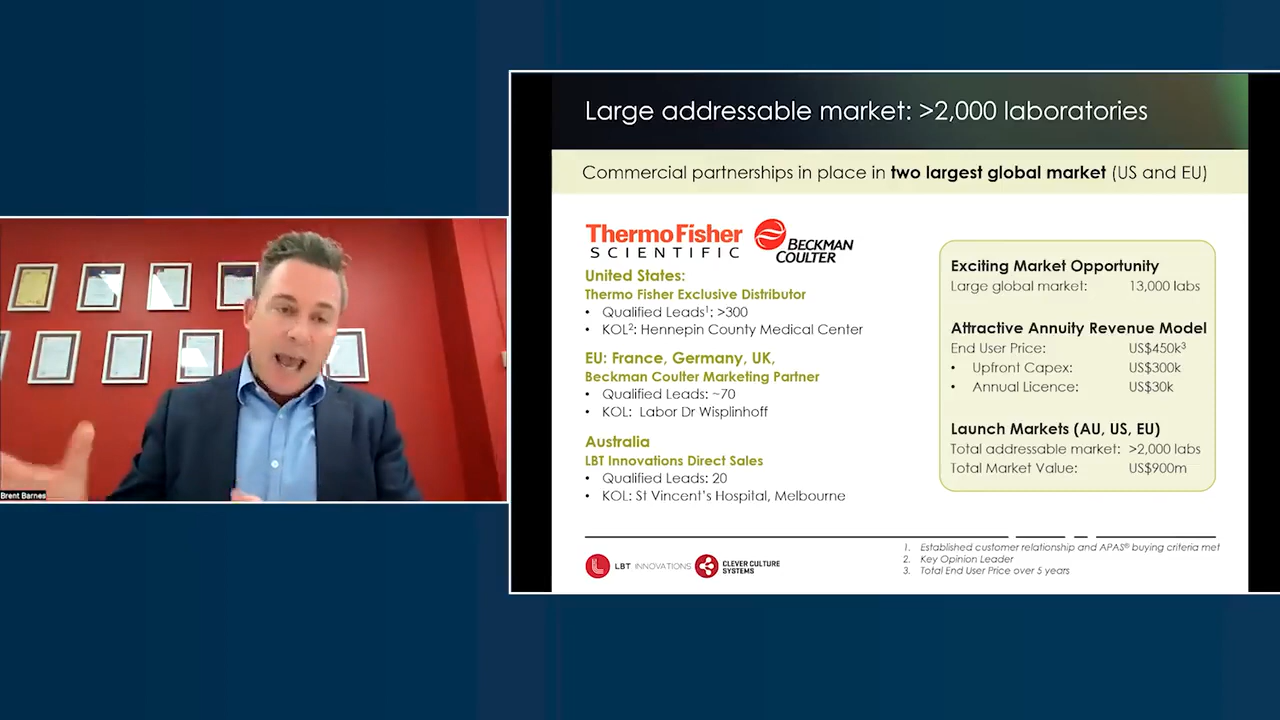 Large addressable market: >2,000 laboratories
Commercial partnerships in place in two largest global market (US and EU)
ThermoFisher
SCIENTIFIC
BECKMAN
COULTER
United States:
Thermo Fisher Exclusive Distributor
• Qualified Leads¹: >300
• KOL²: Hennepin County Medical Center
EU: France, Germany, UK,
Beckman Coulter Marketing Partner
• Qualified Leads: ~70
• KOL: Labor Dr Wisplinhoff
Australia
LBT Innovations Direct Sales
• Qualified Leads: 20
• KOL: St Vincent's Hospital, Melbourne
Exciting Market Opportunity
Large global market: 13,000 labs
Attractive Annuity Revenue Model
End User Price: US$450k³
• Upfront Capex: US$300k
• Annual Licence: US$30k
Launch Markets (AU, US, EU)
Total addressable market: >2,000 labs
Total Market Value: US$900m
1. Established customer relationship and APAS® buying criteria met
2. Key Opinion Leader
3. Total End User Price over 5 years
LBT INNOVATIONS
CLEVER CULTURE
SYSTEMS
Brent Barnes